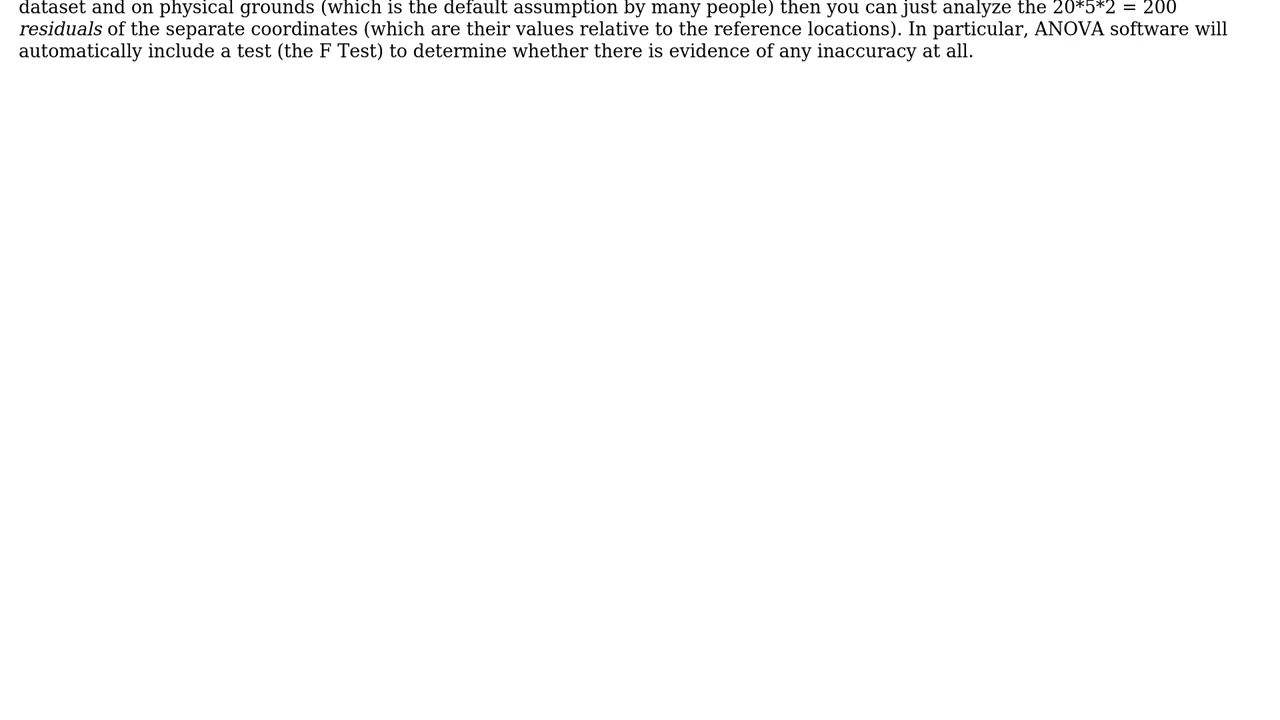 dataset and on physical grounds (which is the default assumption by many people) then you can just analyze the 20*5*2 = 200
residuals of the separate coordinates (which are their values relative to the reference locations). In particular, ANOVA software will
automatically include a test (the F Test) to determine whether there is evidence of any inaccuracy at all.